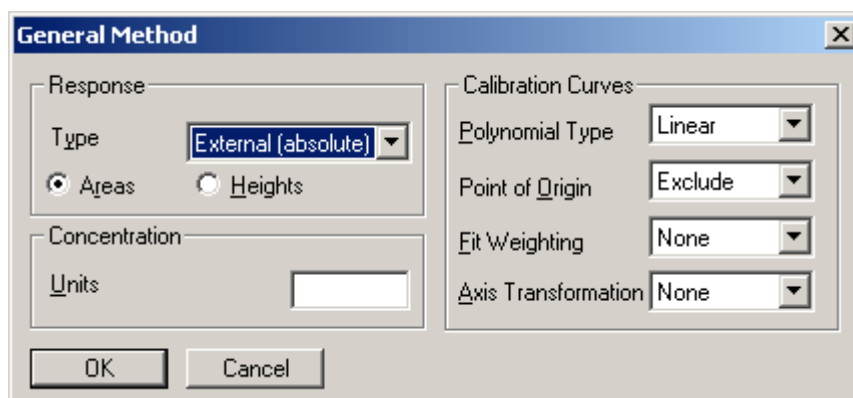 General Method
Response
Type External (absolute)
Areas Heights
Concentration
Units
Calibration Curves
Polynomial Type Linear
Point of Origin Exclude
Fit Weighting None
Axis Transformation None
OK Cancel